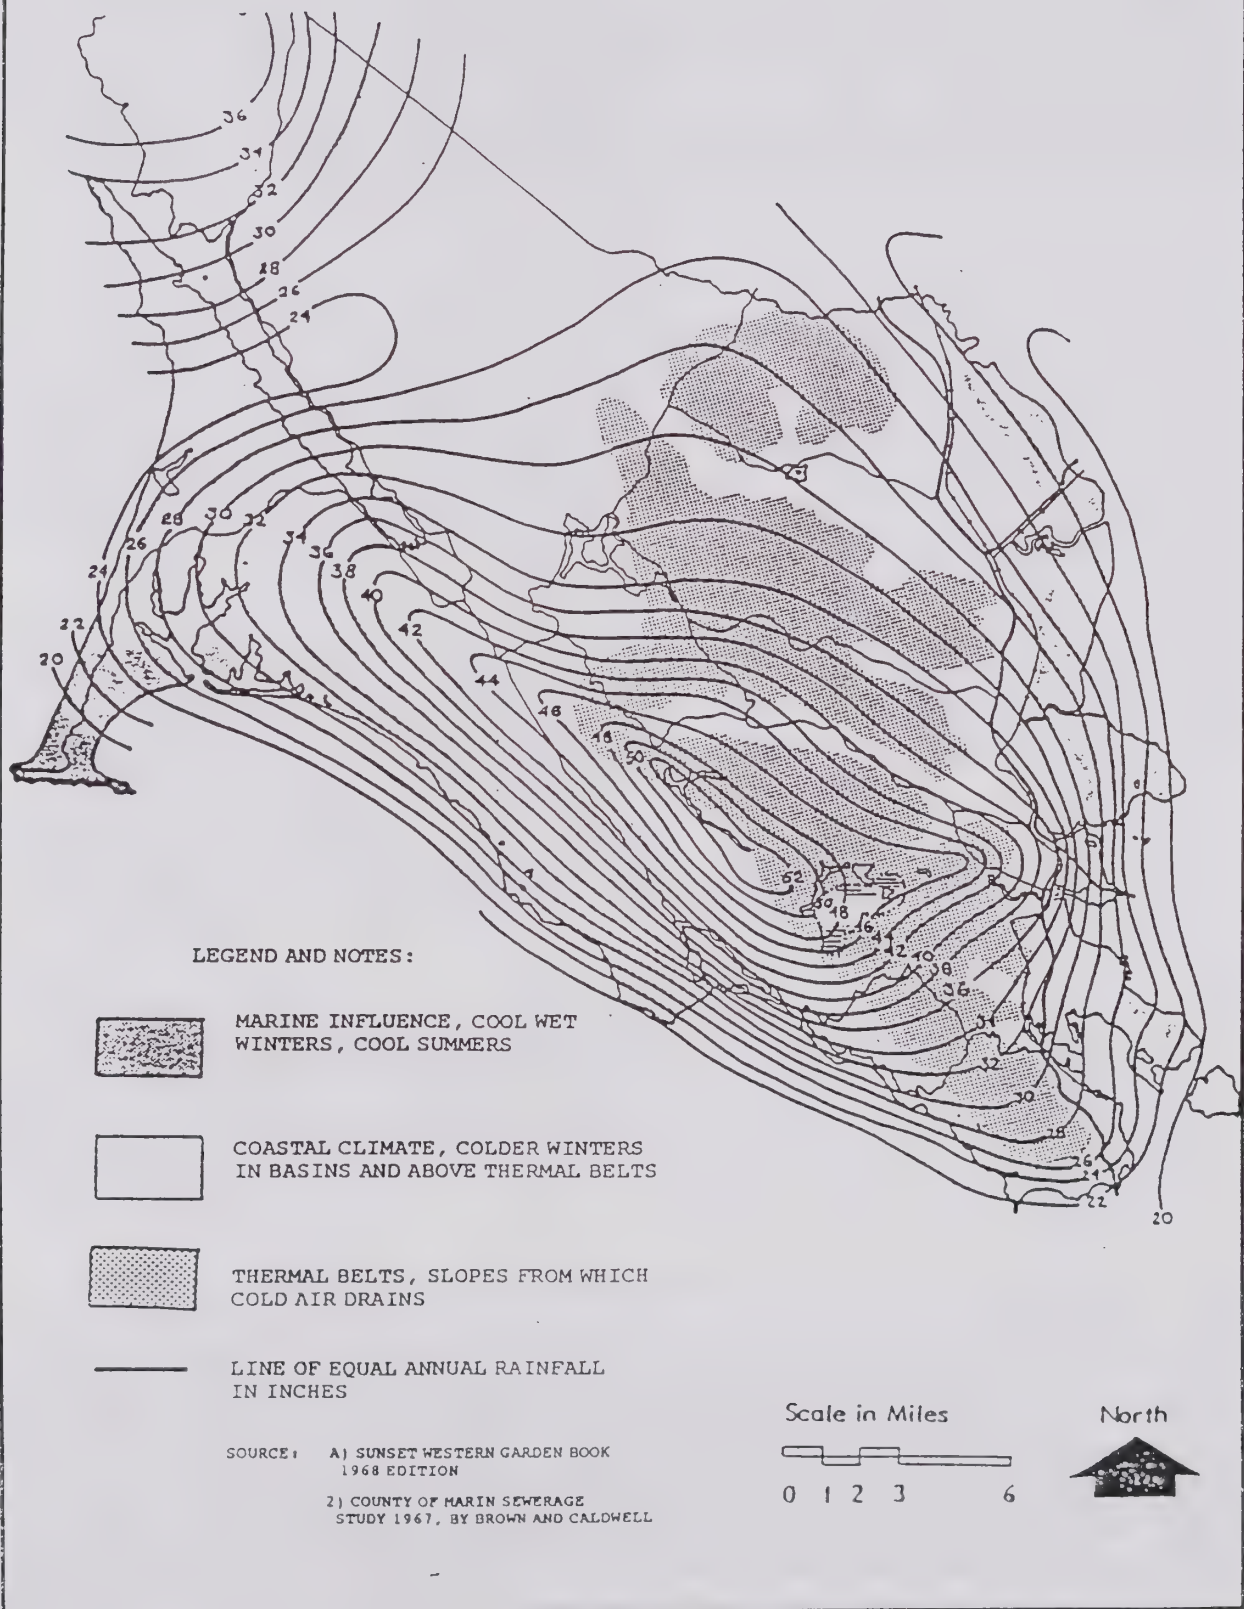 36
34
32
30
28
26
24
28
30
32
34
36
38
40
42
44
46
48
50
26
24
22
20
52
50
48
46
44
42
40
38
36
34
32
30
28
26
24
22
20
LEGEND AND NOTES:
MARINE INFLUENCE, COOL WET
WINTERS, COOL SUMMERS
COASTAL CLIMATE, COLDER WINTERS
IN BASINS AND ABOVE THERMAL BELTS
THERMAL BELTS, SLOPES FROM WHICH
COLD AIR DRAINS
LINE OF EQUAL ANNUAL RAINFALL
IN INCHES
SOURCE: A) SUNSET WESTERN GARDEN BOOK
1968 EDITION
2) COUNTY OF MARIN SEWERAGE
STUDY 1967, BY BROWN AND CALDWELL
Scale in Miles
0 1 2 3 6
North